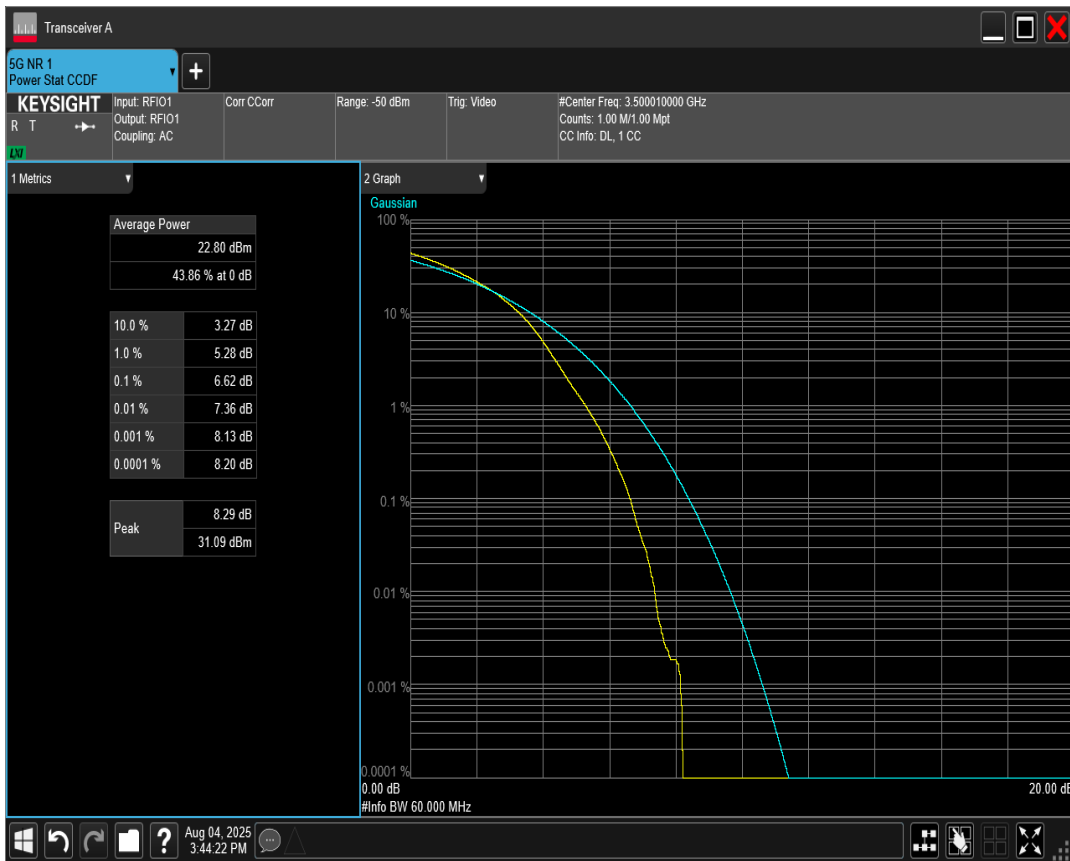 Transceiver A
5G NR 1
Power Stat CCDF
KEYSIGHT
R T
LXI
Input: RFIO1
Output: RFIO1
Coupling: AC
Corr CCorr
Range: -50 dBm
Trig: Video
#Center Freq: 3.500010000 GHz
Counts: 1.00 M/1.00 Mpt
CC Info: DL, 1 CC
1 Metrics
Average Power
22.80 dBm
43.86 % at 0 dB
10.0 % 3.27 dB
1.0 % 5.28 dB
0.1 % 6.62 dB
0.01 % 7.36 dB
0.001 % 8.13 dB
0.0001 % 8.20 dB
Peak
8.29 dB
31.09 dBm
2 Graph
Gaussian
100 %
10 %
1 %
0.1 %
0.01 %
0.001 %
0.0001 %
0.00 dB
20.00 dB
#Info BW 60.000 MHz
Aug 04, 2025
3:44:22 PM